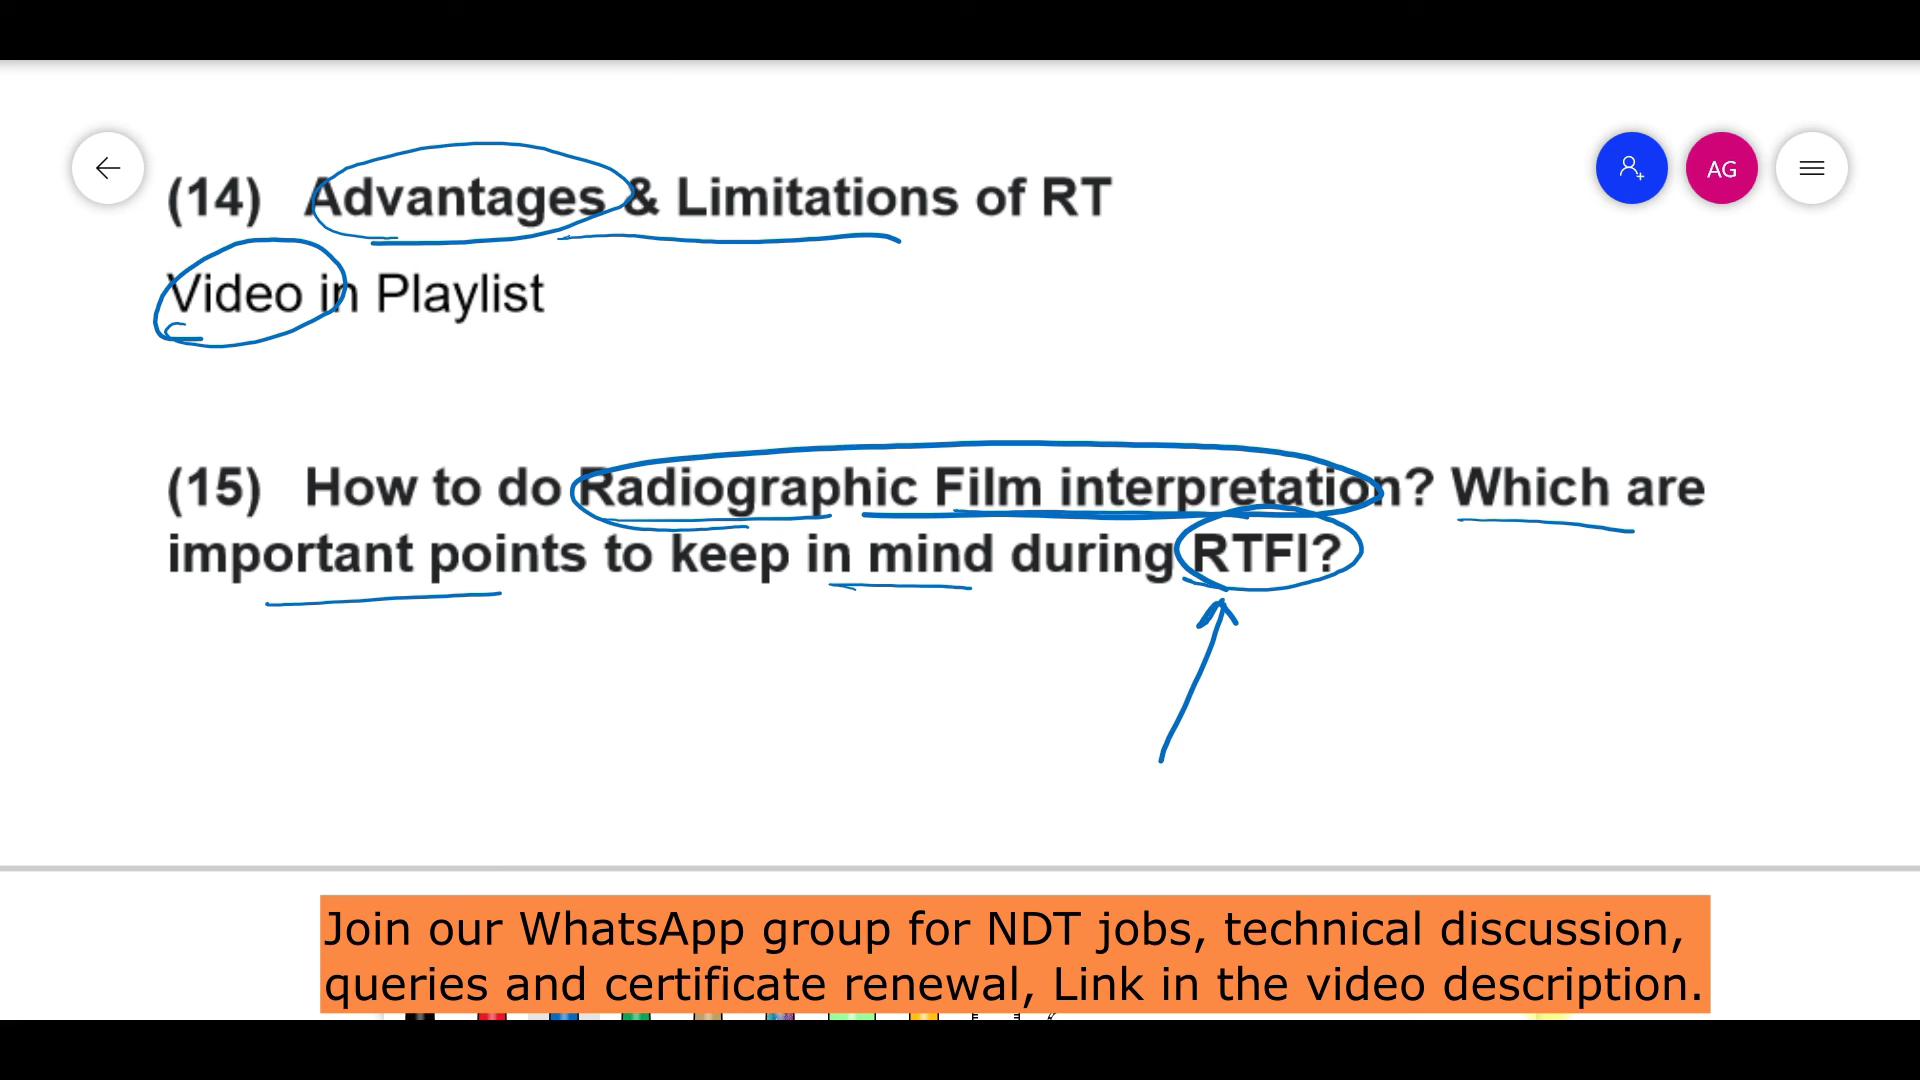 (14) Advantages & Limitations of RT
AG
Video in Playlist
(15) How to do Radiographic Film interpretation? Which are
important points to keep in mind during RTFI?
Join our WhatsApp group for NDT jobs, technical discussion,
queries and certificate renewal, Link in the video description.